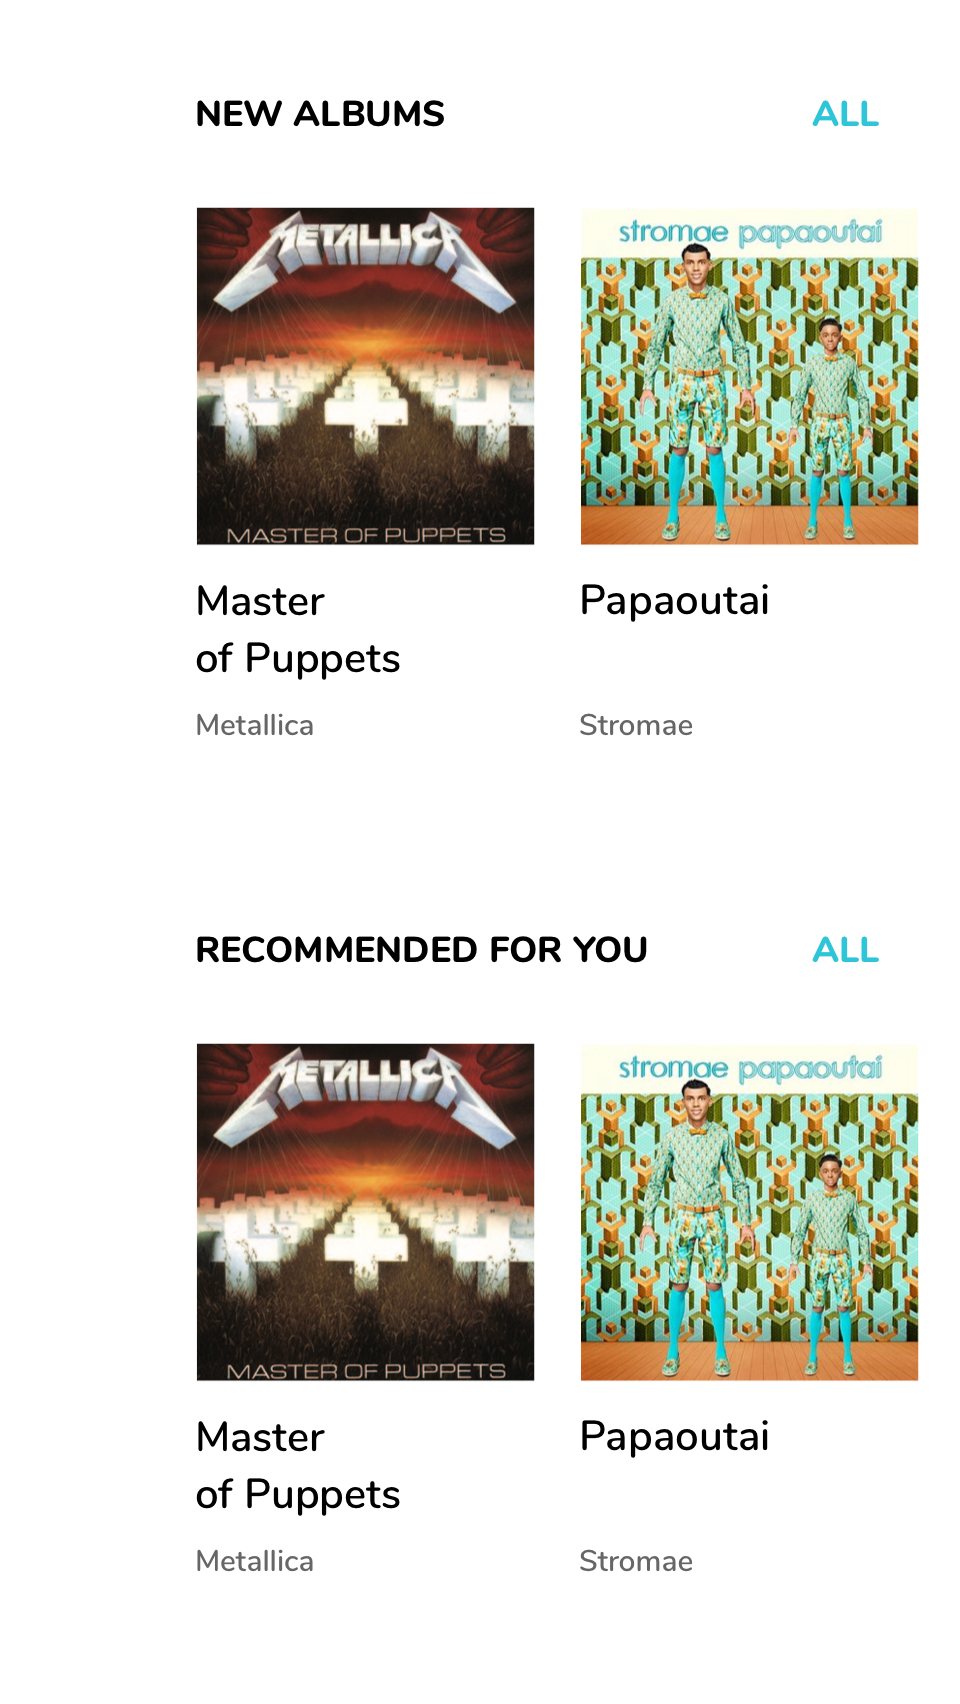 NEW ALBUMS ALL
METALLICA
MASTER OF PUPPETS
stromae papaoutai
Master
of Puppets
Metallica
Papaoutai
Stromae
RECOMMENDED FOR YOU ALL
METALLICA
MASTER OF PUPPETS
stromae papaoutai
Master
of Puppets
Metallica
Papaoutai
Stromae